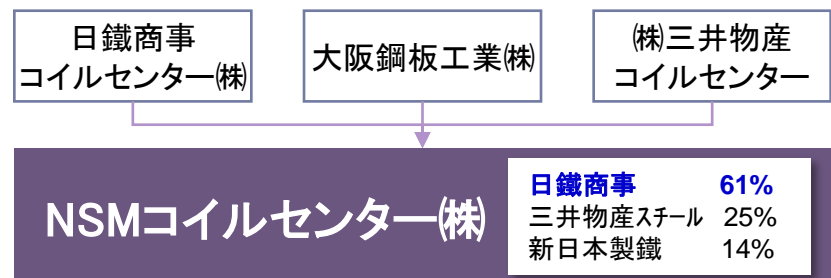 日鐵商事
コイルセンター㈱
大阪鋼板工業㈱
㈱三井物産
コイルセンター
NSMコイルセンター㈱
日鐵商事 61%
三井物産ｽﾁｰﾙ 25%
新日本製鐵 14%